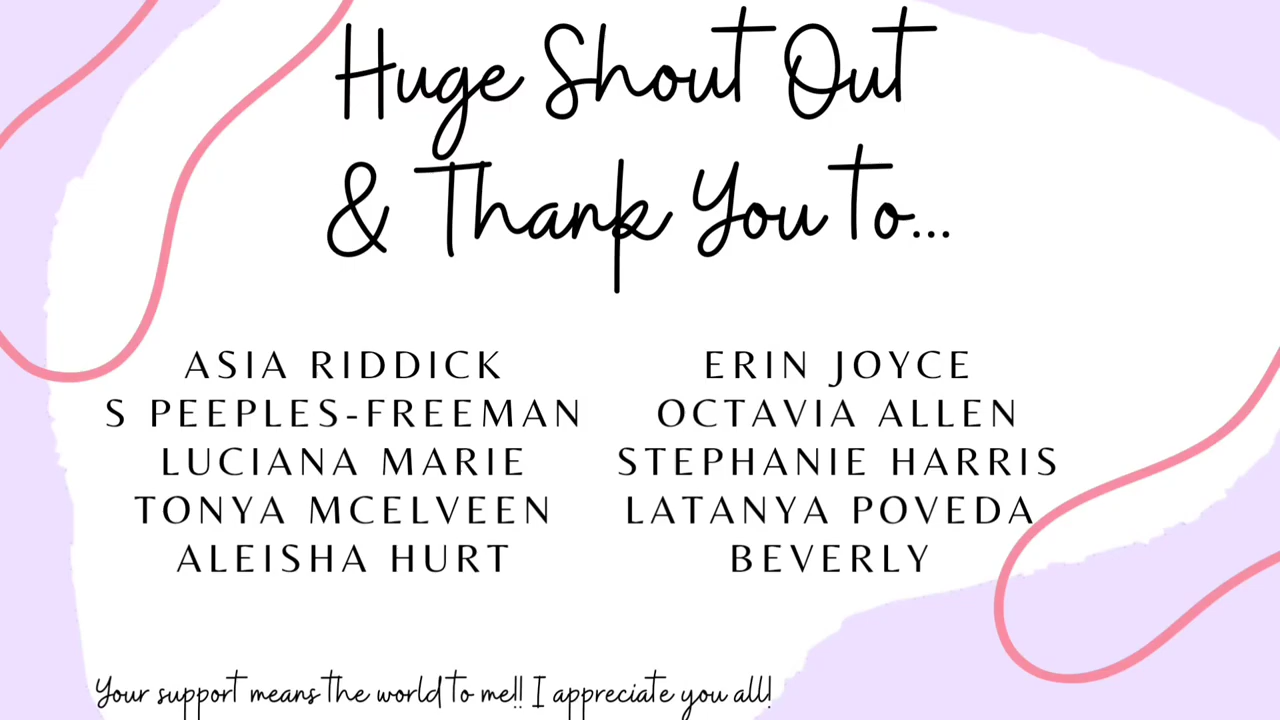 Huge Shout Out
& Thank You to...
ASIA RIDDICK
S PEEPLES-FREEMAN
LUCIANA MARIE
TONYA MCELVEEN
ALEISHA HURT
ERIN JOYCE
OCTAVIA ALLEN
STEPHANIE HARRIS
LATANYA POVEDA
BEVERLY
Your support means the world to me!! I appreciate you all!